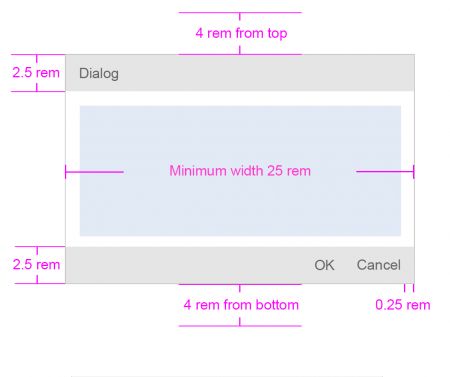 4 rem from top
2.5 rem
Dialog
Minimum width 25 rem
2.5 rem
OK Cancel
4 rem from bottom
0.25 rem